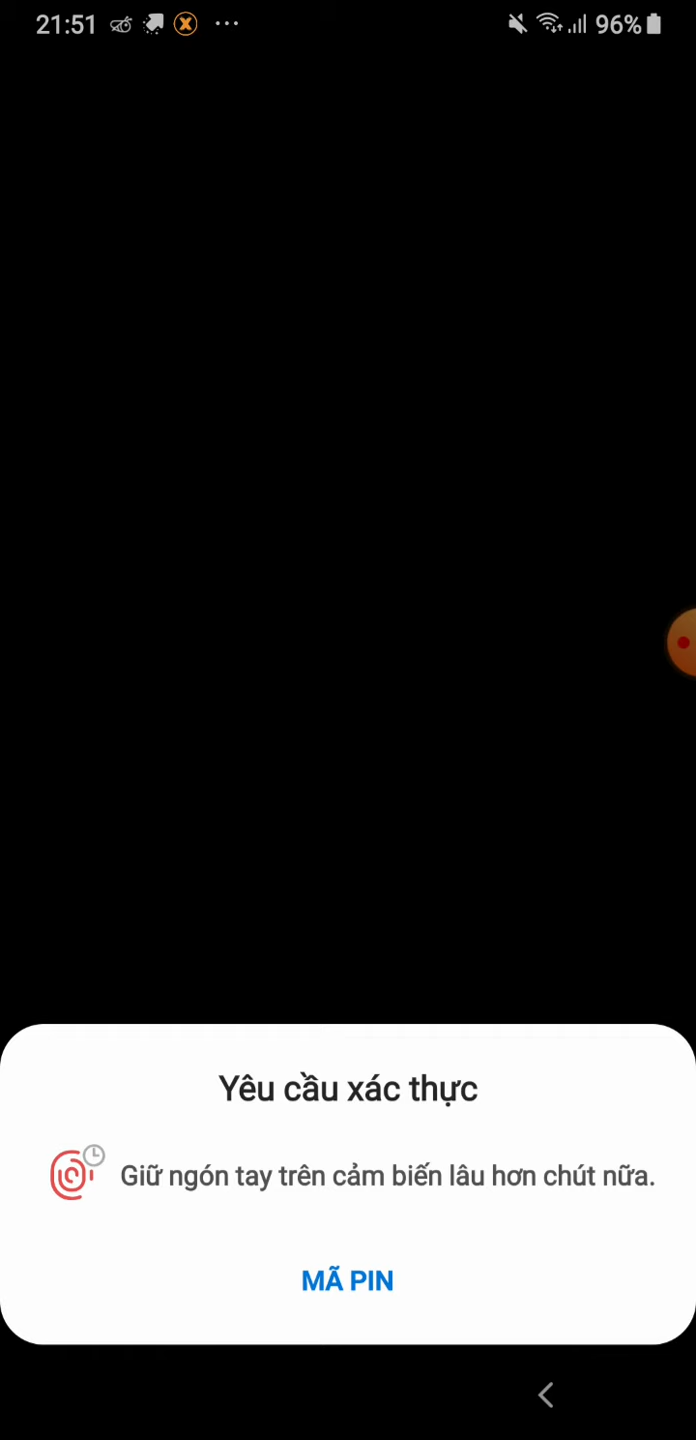 21:51
96%
Yêu cầu xác thực
Giữ ngón tay trên cảm biến lâu hơn chút nữa.
MÃ PIN